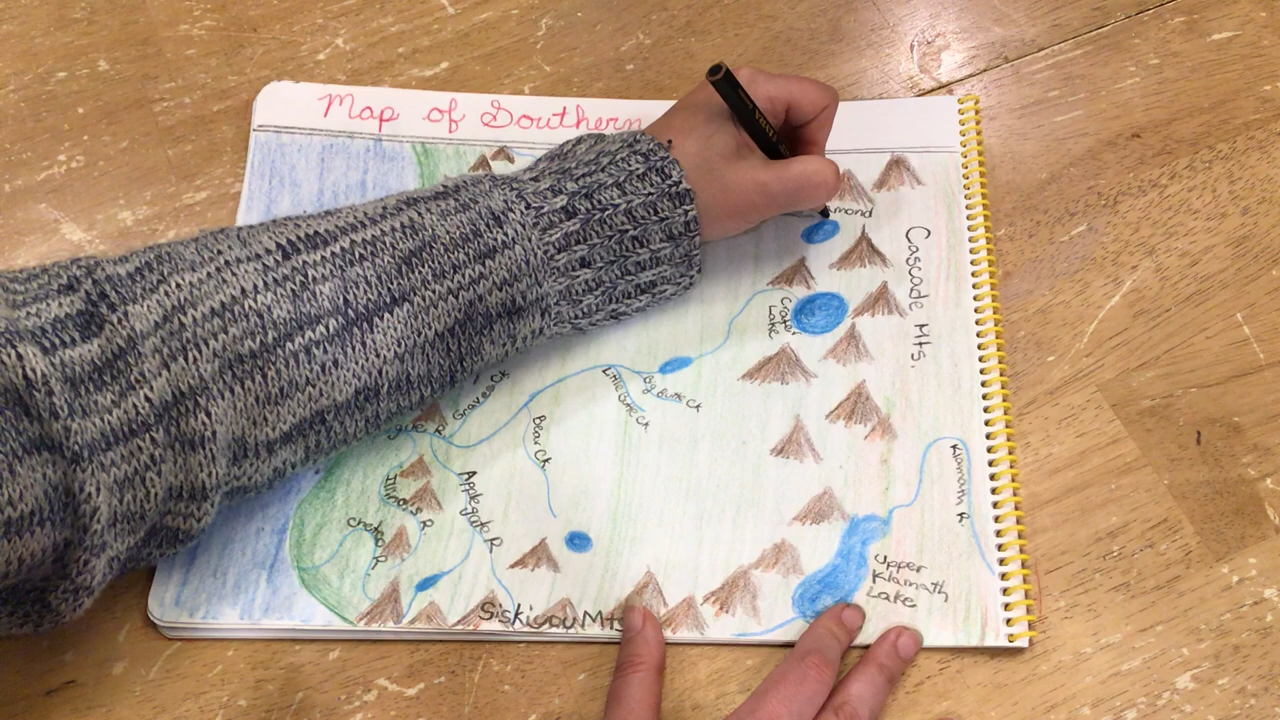 Map of Southern
mond
Cascade Mts.
Crater
Lake
Big Butte Ck
Little Butte Ck.
Graves Ck
Bear Ck.
Applegate R.
Illinois R.
Chetco R.
Klamath R.
Upper
Klamath
Lake
Siskiyou Mts